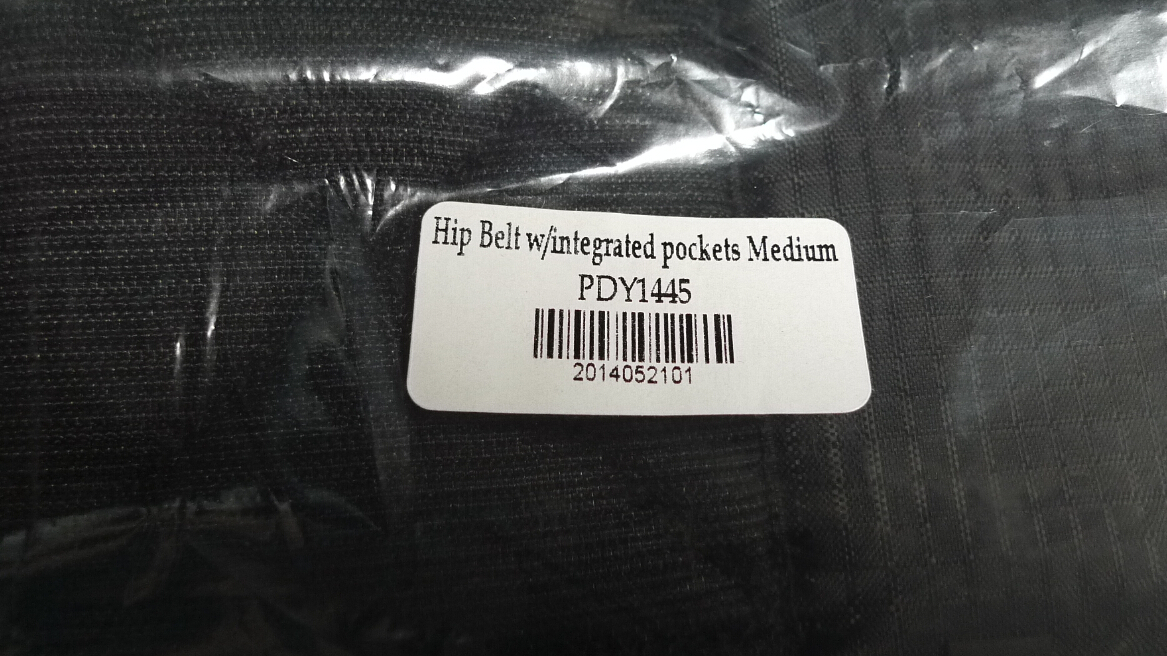 Hip Belt w/integrated pockets Medium
PDY1445
2014052101